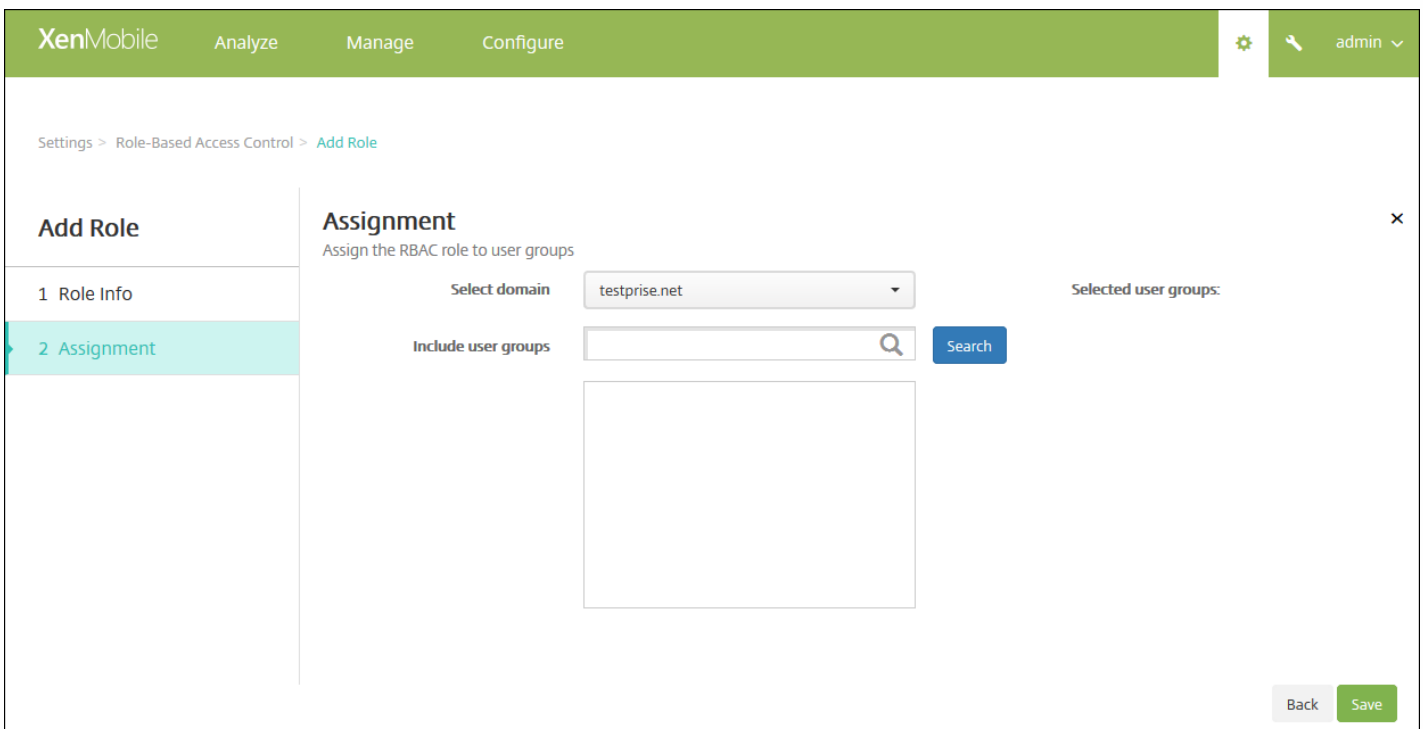 XenMobile Analyze Manage Configure admin
Settings > Role-Based Access Control > Add Role
Add Role
1 Role Info
2 Assignment
Assignment
Assign the RBAC role to user groups
Select domain testprise.net Selected user groups:
Include user groups Search
Back Save